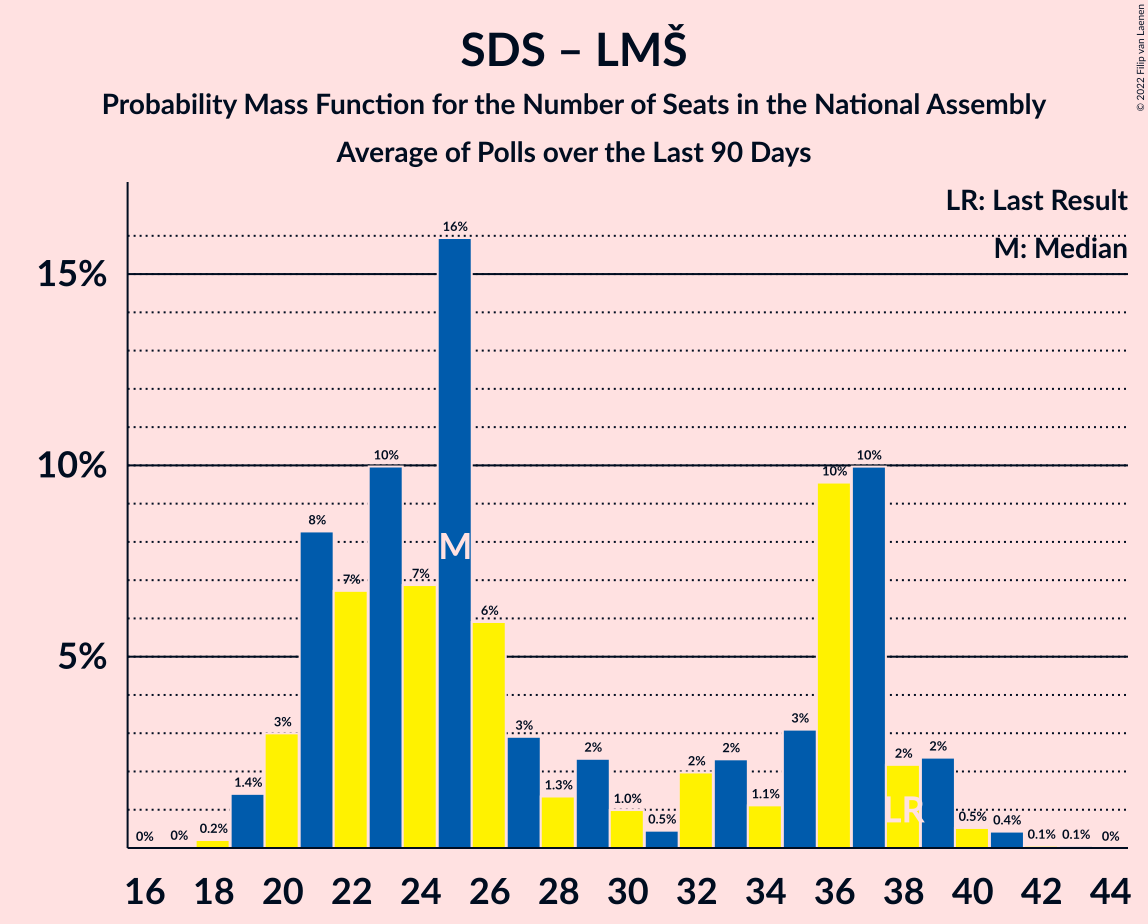 © 2022 Filip van Laenen
SDS – LMŠ
Probability Mass Function for the Number of Seats in the National Assembly
Average of Polls over the Last 90 Days
LR: Last Result
M: Median
15%
10%
5%
0% 0% 0.2% 1.4% 3% 8% 7% 10% 7% 16% 6% 3% 1.3% 2% 1.0% 0.5% 2% 2% 1.1% 3% 10% 10% 2% 2% 0.5% 0.4% 0.1% 0.1% 0%
M
LR
16 18 20 22 24 26 28 30 32 34 36 38 40 42 44